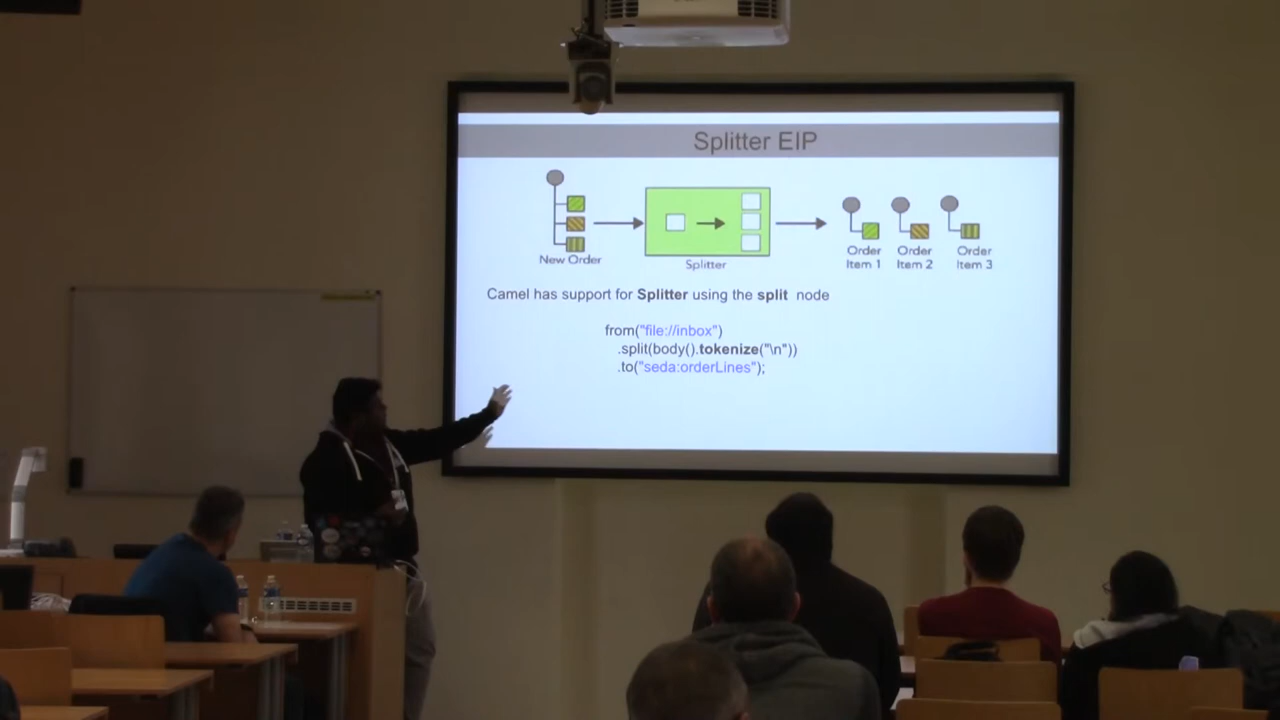 Splitter EIP
New Order
Splitter
Order
Item 1
Order
Item 2
Order
Item 3
Camel has support for Splitter using the split node
from("file://inbox")
.split(body().tokenize("\n"))
.to("seda:orderLines");